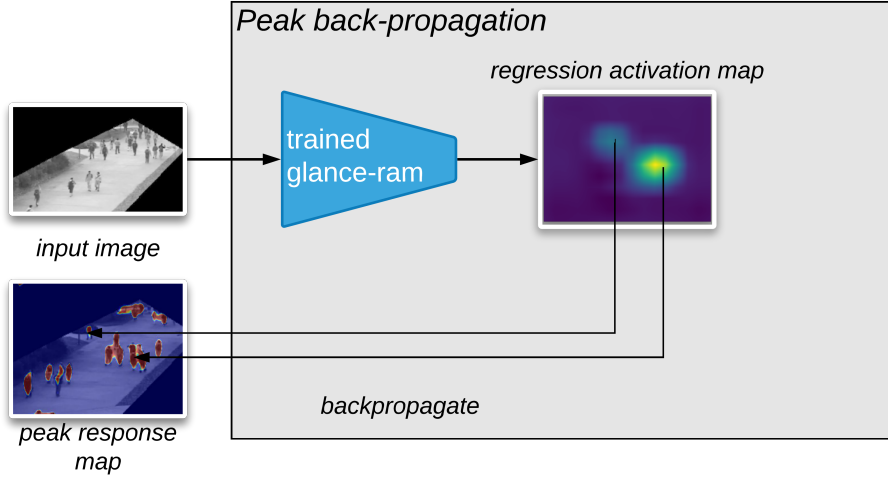 Peak back-propagation
regression activation map
trained
glance-ram
input image
backpropagate
peak response
map